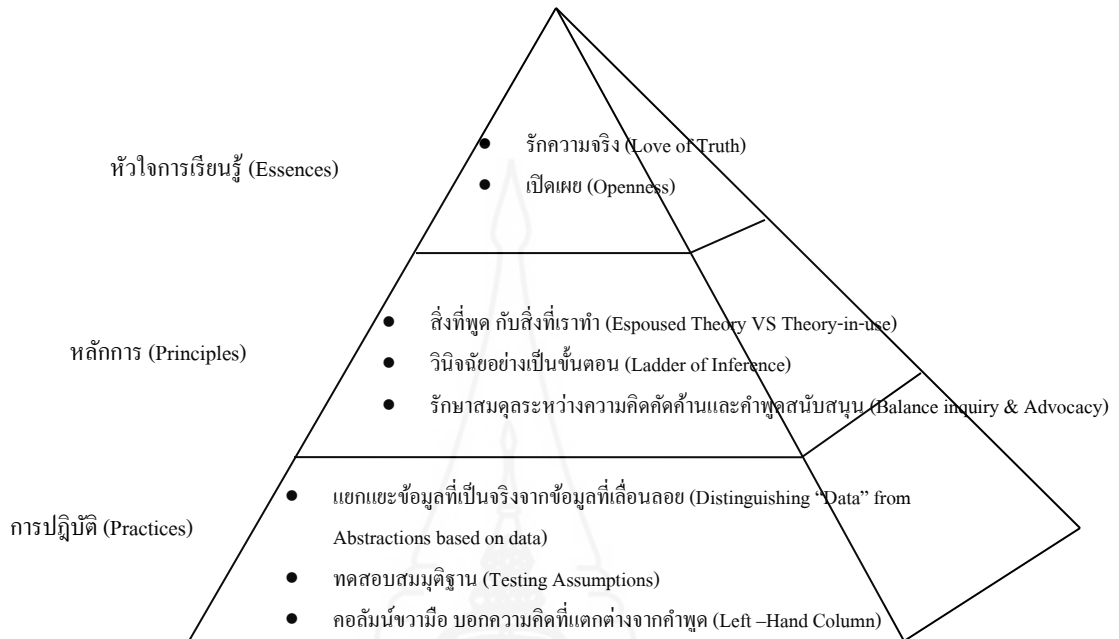 รักความจริง (Love of Truth)
หัวใจการเรียนรู้ (Essences)
เปิดเผย (Openness)
สิ่งที่พูด กับสิ่งที่เราทำ (Espoused Theory VS Theory-in-use)
หลักการ (Principles)
วินิจฉัยอย่างเป็นขั้นตอน (Ladder of Inference)
รักษาสมดุลระหว่างความคิดคัดค้านและคำพูดสนับสนุน (Balance inquiry & Advocacy)
แยกแยะข้อมูลที่เป็นจริงจากข้อมูลที่เลื่อนลอย (Distinguishing “Data” from
การปฎิบัติ (Practices)
Abstractions based on data)
ทดสอบสมมุติฐาน (Testing Assumptions)
คอลัมน์ขวามือ บอกความคิดที่แตกต่างจากคำพูด (Left –Hand Column)